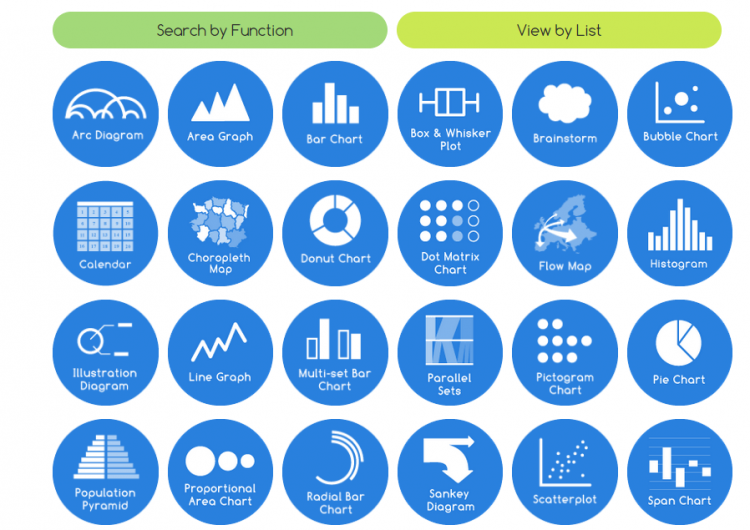 Search by Function
View by List
Arc Diagram
Area Graph
Bar Chart
Box & Whisker
Plot
Brainstorm
Bubble Chart
Calendar
Choropleth
Map
Donut Chart
Dot Matrix
Chart
Flow Map
Histogram
Illustration
Diagram
Line Graph
Multi-set Bar
Chart
Parallel
Sets
Pictogram
Chart
Pie Chart
Population
Pyramid
Proportional
Area Chart
Radial Bar
Chart
Sankey
Diagram
Scatterplot
Span Chart